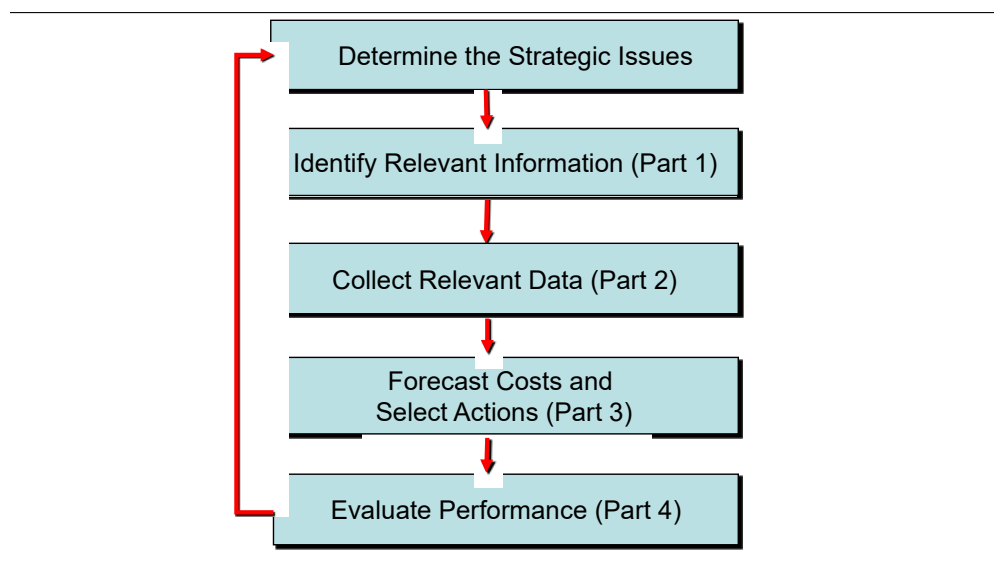 Determine the Strategic Issues
Identify Relevant Information (Part 1)
Collect Relevant Data (Part 2)
Forecast Costs and
Select Actions (Part 3)
Evaluate Performance (Part 4)